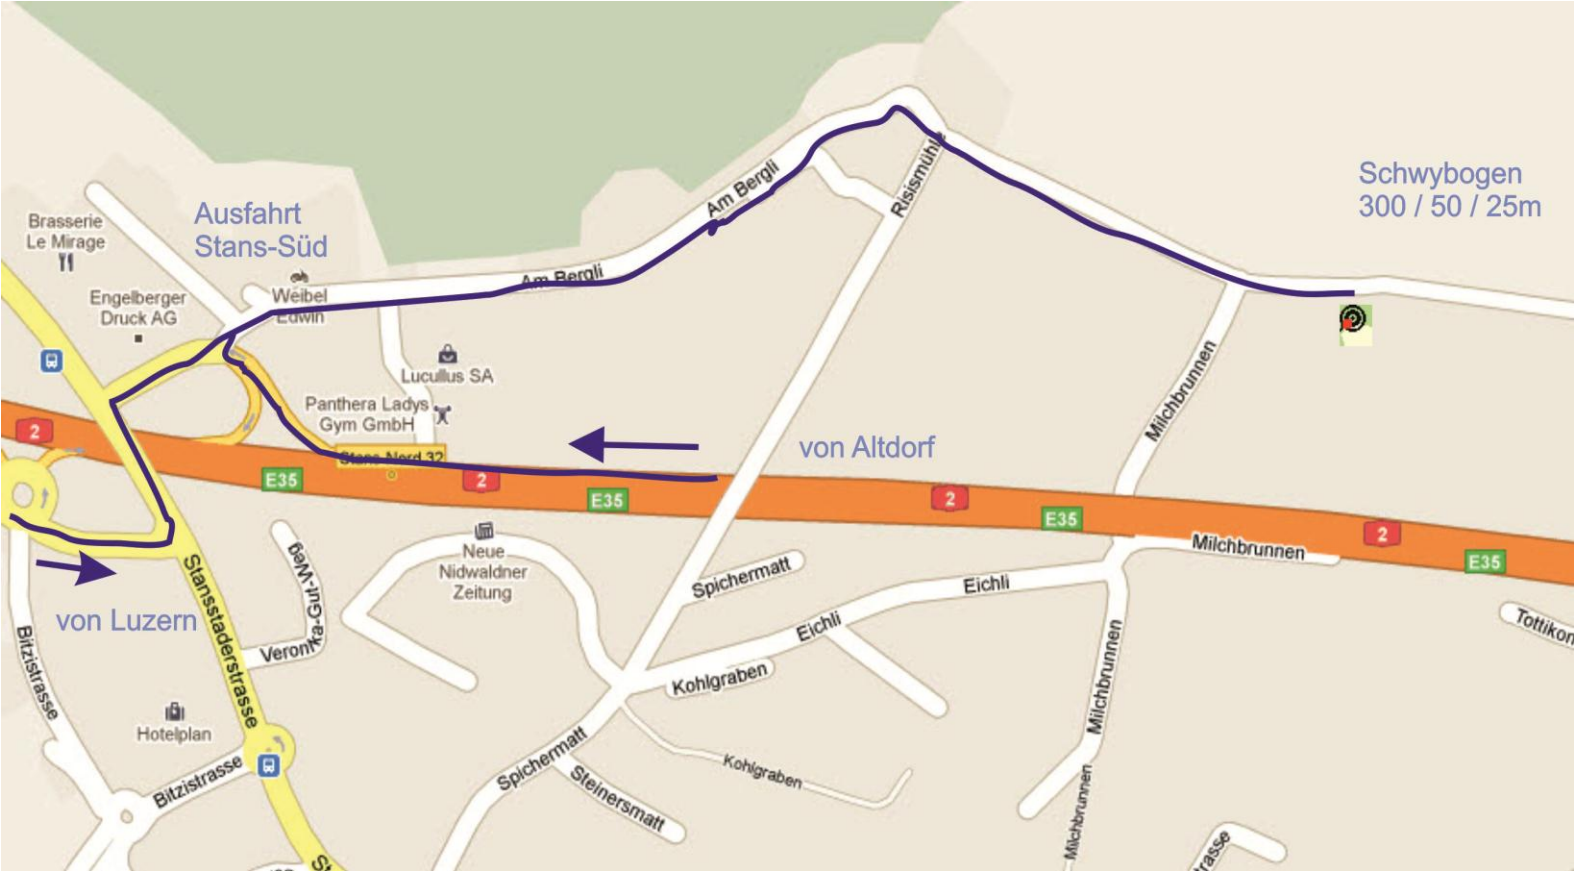 Schwybogen
300 / 50 / 25m
Am Bergli
Risismühle
Brasserie
Le Mirage
Ausfahrt
Stans-Süd
Am Bergli
Weibel
Edwin
Engelberger
Druck AG
Lucullus SA
Panthera Ladys
Gym GmbH
Milchbrunnen
von Altdorf
2
Stans-Nord 32
E35
2
E35
2
E35
2
E35
Milchbrunnen
Neue
Nidwaldner
Zeitung
Spichermatt
Eichli
Eichli
von Luzern
Stansstaderstrasse
Veronika-Gut-Weg
Bitzistrasse
Kohlgraben
Milchbrunnen
Hotelplan
Bitzistrasse
Spichermatt
Steinersmatt
Kohlgraben
Milchbrunnen
Tottikon
rasse
St